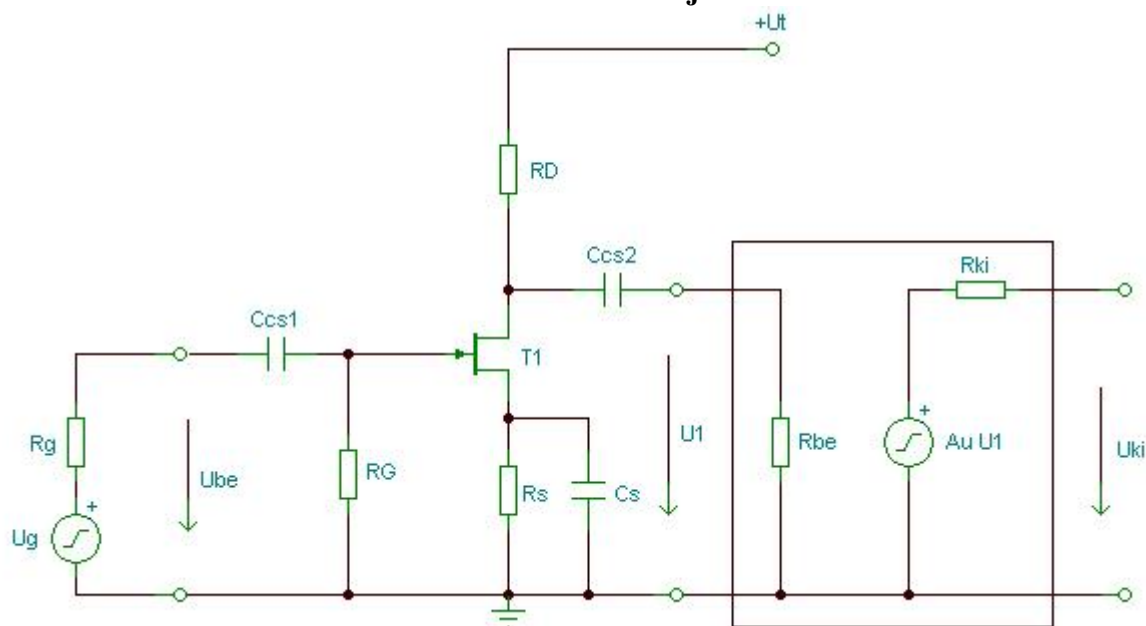 j
+Ut
RD
Ccs2
Rki
Ccs1
T1
+
Rg
RG
Ube
Rs
Cs
U1
Rbe
Au U1
Uki
+
Ug